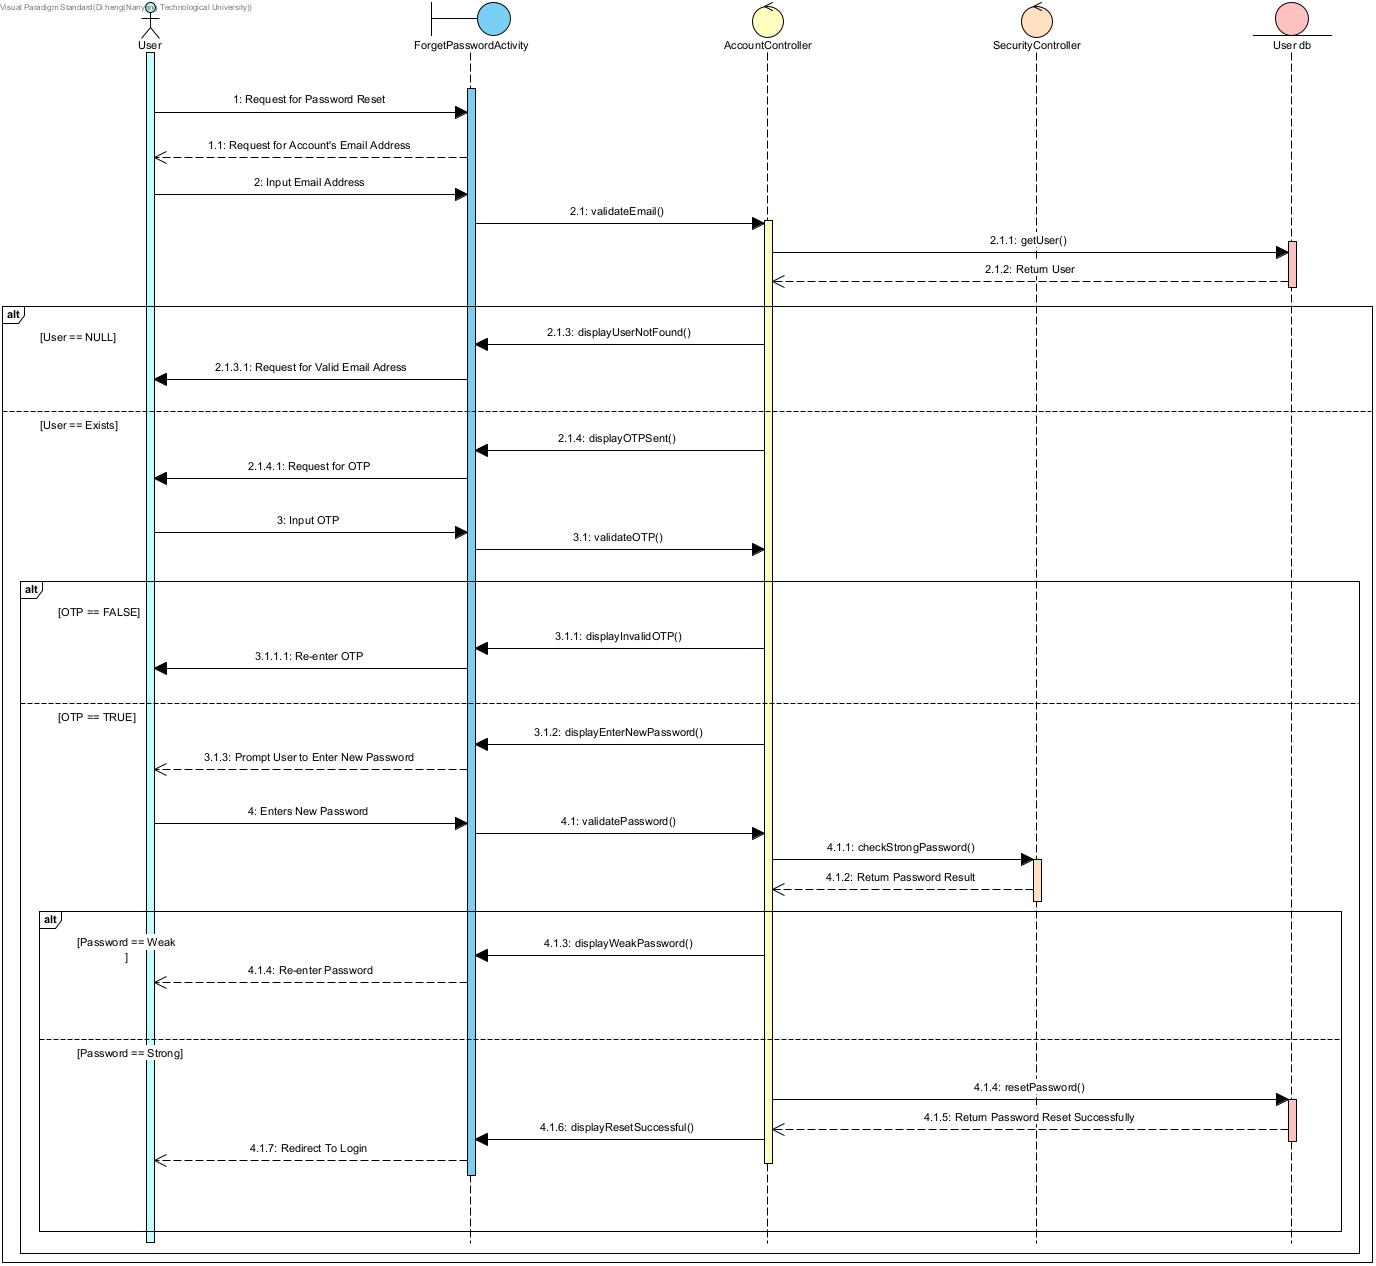 Visual Paradigm Standard(Di heng(Nanyang Technological University))
User
ForgetPasswordActivity
AccountController
SecurityController
User db
1: Request for Password Reset
1.1: Request for Account's Email Address
2: Input Email Address
2.1: validateEmail()
2.1.1: getUser()
2.1.2: Return User
alt
[User == NULL]
2.1.3: displayUserNotFound()
2.1.3.1: Request for Valid Email Adress
[User == Exists]
2.1.4: displayOTPSent()
2.1.4.1: Request for OTP
3: Input OTP
3.1: validateOTP()
alt
[OTP == FALSE]
3.1.1: displayInvalidOTP()
3.1.1.1: Re-enter OTP
[OTP == TRUE]
3.1.2: displayEnterNewPassword()
3.1.3: Prompt User to Enter New Password
4: Enters New Password
4.1: validatePassword()
4.1.1: checkStrongPassword()
4.1.2: Return Password Result
alt
[Password == Weak
]
4.1.3: displayWeakPassword()
4.1.4: Re-enter Password
[Password == Strong]
4.1.4: resetPassword()
4.1.5: Return Password Reset Successfully
4.1.6: displayResetSuccessful()
4.1.7: Redirect To Login